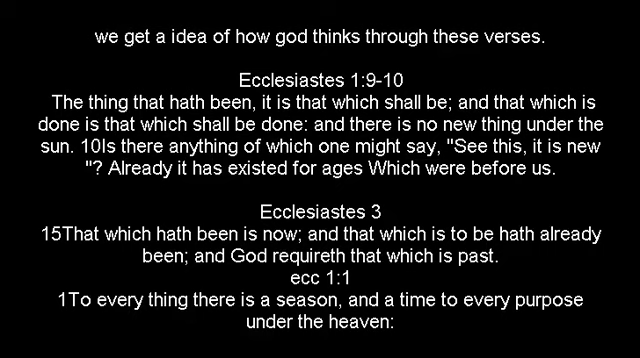 we get a idea of how god thinks through these verses.
Ecclesiastes 1:9-10
The thing that hath been, it is that which shall be; and that which is
done is that which shall be done: and there is no new thing under the
sun. 10Is there anything of which one might say, "See this, it is new
"? Already it has existed for ages Which were before us.
Ecclesiastes 3
15That which hath been is now; and that which is to be hath already
been; and God requireth that which is past.
ecc 1:1
1To every thing there is a season, and a time to every purpose
under the heaven: